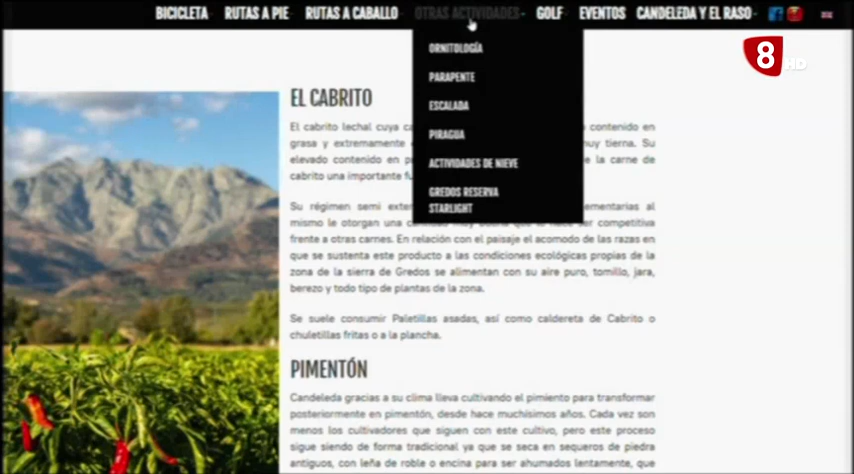 BICICLETA RUTAS A PIE RUTAS A CABALLO OTRAS ACTIVIDADES GOLF EVENTOS CANDELEDA Y EL RASO
8 HD
ORNITOLOGÍA
PARAPENTE
ESCALADA
PIRAGUA
ACTIVIDADES DE NIEVE
GREDOS RESERVA
STARLIGHT
EL CABRITO
El cabrito lechal cuya contenido en
grasa y extremamente muy tierna. Su
elevado contenido en la carne de
cabrito una importante
Su régimen semi al
mismo le otorgan una ser competitiva
frente a otras carnes. En relación con el paisaje el acomodo de las razas en
que se sustenta este producto a las condiciones ecológicas propias de la
zona de la sierra de Gredos se alimentan con su aire puro, tomillo, jara,
berezo y todo tipo de plantas de la zona.
Se suele consumir Paletillas asadas, así como caldereta de Cabrito o
chuletillas fritas o a la plancha.
PIMENTÓN
Candeleda gracias a su clima lleva cultivando el pimiento para transformar
posteriormente en pimentón, desde hace muchísimos años. Cada vez son
menos los cultivadores que siguen con este cultivo, pero este proceso
sigue siendo de forma tradicional ya que se seca en sequeros de piedra
antiguos, con leña de roble o encina para ser ahumados lentamente, que